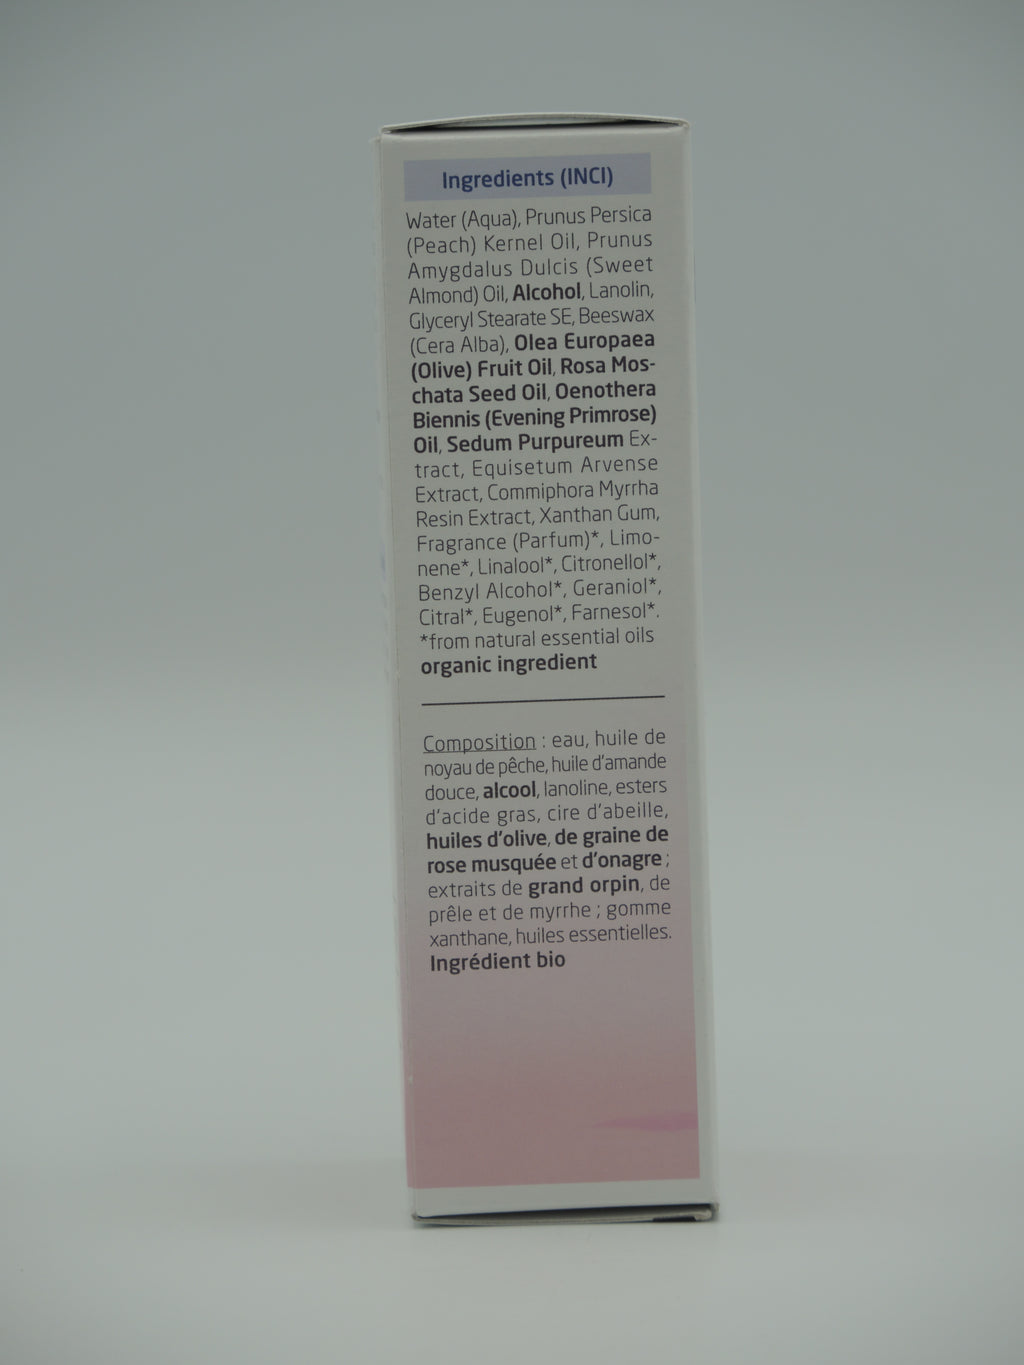 Ingredients (INCI)
Water (Aqua), Prunus Persica
(Peach) Kernel Oil, Prunus
Amygdalus Dulcis (Sweet
Almond) Oil, Alcohol, Lanolin,
Glyceryl Stearate SE, Beeswax
(Cera Alba), Olea Europaea
(Olive) Fruit Oil, Rosa Mos-
chata Seed Oil, Oenothera
Biennis (Evening Primrose)
Oil, Sedum Purpureum Ex-
tract, Equisetum Arvense
Extract, Commiphora Myrrha
Resin Extract, Xanthan Gum,
Fragrance (Parfum)*, Limo-
nene*, Linalool*, Citronellol*,
Benzyl Alcohol*, Geraniol*,
Citral*, Eugenol*, Farnesol*.
*from natural essential oils
organic ingredient
Composition : eau, huile de
noyau de pêche, huile d'amande
douce, alcool, lanoline, esters
d'acide gras, cire d'abeille,
huiles d'olive, de graine de
rose musquée et d'onagre ;
extraits de grand orpin, de
prêle et de myrrhe ; gomme
xanthane, huiles essentielles.
Ingrédient bio